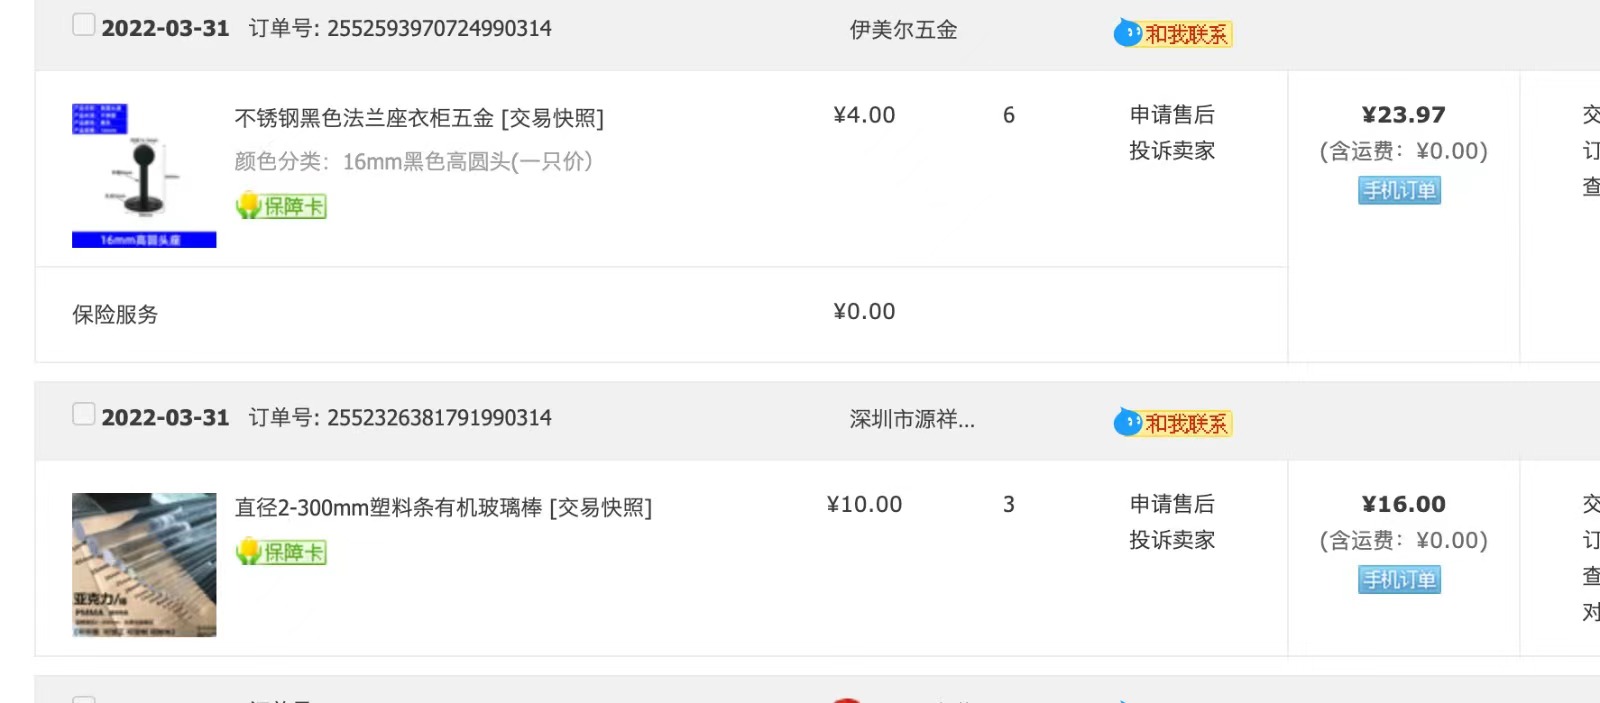 2022-03-31 订单号: 2552593970724990314 伊美尔五金 和我联系
不锈钢黑色法兰座衣柜五金 [交易快照] ¥4.00 6 申请售后 ¥23.97 交
颜色分类：16mm黑色高圆头(一只价) 投诉卖家 (含运费：¥0.00) 订
保障卡 手机订单 查
16mm高圆头座
保险服务 ¥0.00
2022-03-31 订单号: 2552326381791990314 深圳市源祥... 和我联系
直径2-300mm塑料条有机玻璃棒 [交易快照] ¥10.00 3 申请售后 ¥16.00 交
保障卡 投诉卖家 (含运费：¥0.00) 订
手机订单 查
亚克力/棒 对
PMMA